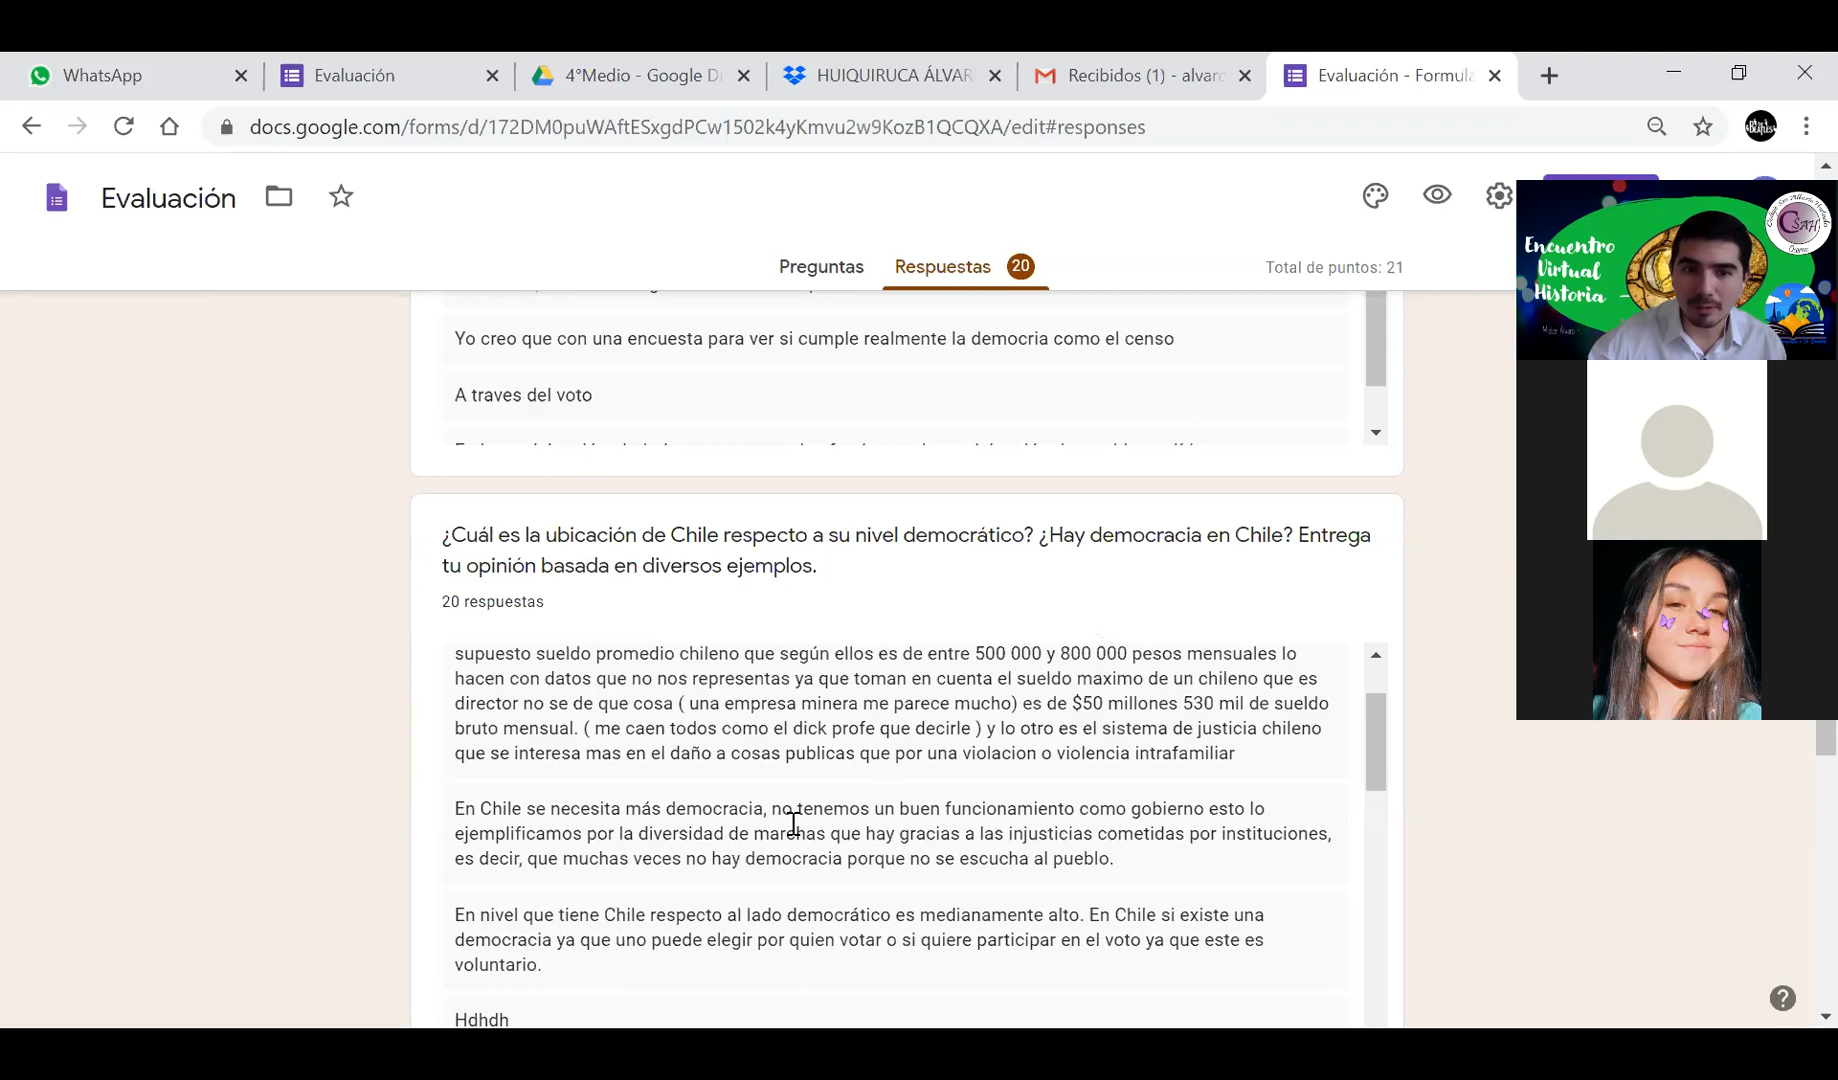 WhatsApp
Evaluación
4°Medio - Google D
HUIQUIRUCA ÁLVAR
Recibidos (1) - alvaro
Evaluación - Formula
docs.google.com/forms/d/172DM0puWAftESxgdPCw1502k4yKmvu2w9KozB1QCQXA/edit#responses
Evaluación
Preguntas
Respuestas 20
Total de puntos: 21
Encuentro
Virtual
Historia
CSAH
Yo creo que con una encuesta para ver si cumple realmente la democria como el censo
A traves del voto
¿Cuál es la ubicación de Chile respecto a su nivel democrático? ¿Hay democracia en Chile? Entrega
tu opinión basada en diversos ejemplos.
20 respuestas
supuesto sueldo promedio chileno que según ellos es de entre 500 000 y 800 000 pesos mensuales lo
hacen con datos que no nos representas ya que toman en cuenta el sueldo maximo de un chileno que es
director no se de que cosa ( una empresa minera me parece mucho) es de $50 millones 530 mil de sueldo
bruto mensual. ( me caen todos como el dick profe que decirle ) y lo otro es el sistema de justicia chileno
que se interesa mas en el daño a cosas publicas que por una violacion o violencia intrafamiliar
En Chile se necesita más democracia, no tenemos un buen funcionamiento como gobierno esto lo
ejemplificamos por la diversidad de marchas que hay gracias a las injusticias cometidas por instituciones,
es decir, que muchas veces no hay democracia porque no se escucha al pueblo.
En nivel que tiene Chile respecto al lado democrático es medianamente alto. En Chile si existe una
democracia ya que uno puede elegir por quien votar o si quiere participar en el voto ya que este es
voluntario.
Hdhdh